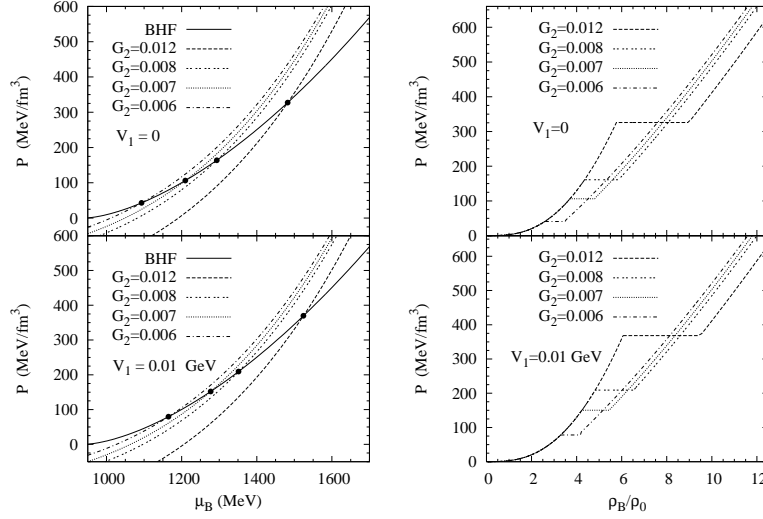 600
500
400
300
200
100
0
P (MeV/fm³)
BHF
G₂=0.012
G₂=0.008
G₂=0.007
G₂=0.006
V₁ = 0
600
500
400
300
200
100
0
P (MeV/fm³)
BHF
G₂=0.012
G₂=0.008
G₂=0.007
G₂=0.006
V₁ = 0.01 GeV
1000 1200 1400 1600
μB (MeV)
600
500
400
300
200
100
0
P (MeV/fm³)
G₂=0.012
G₂=0.008
G₂=0.007
G₂=0.006
V₁=0
600
500
400
300
200
100
0
P (MeV/fm³)
G₂=0.012
G₂=0.008
G₂=0.007
G₂=0.006
V₁=0.01 GeV
0 2 4 6 8 10 12
ρB/ρ₀